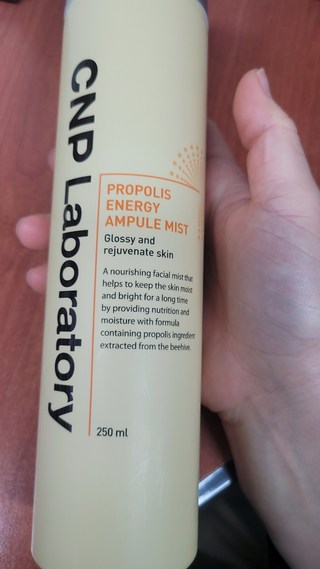 CNP Laboratory
PROPOLIS
ENERGY
AMPULE MIST
Glossy and
rejuvenate skin
A nourishing facial mist that
helps to keep the skin moist
and bright for a long time
by providing nutrition and
moisture with formula
containing propolis ingredient
extracted from the beehive.
250 ml